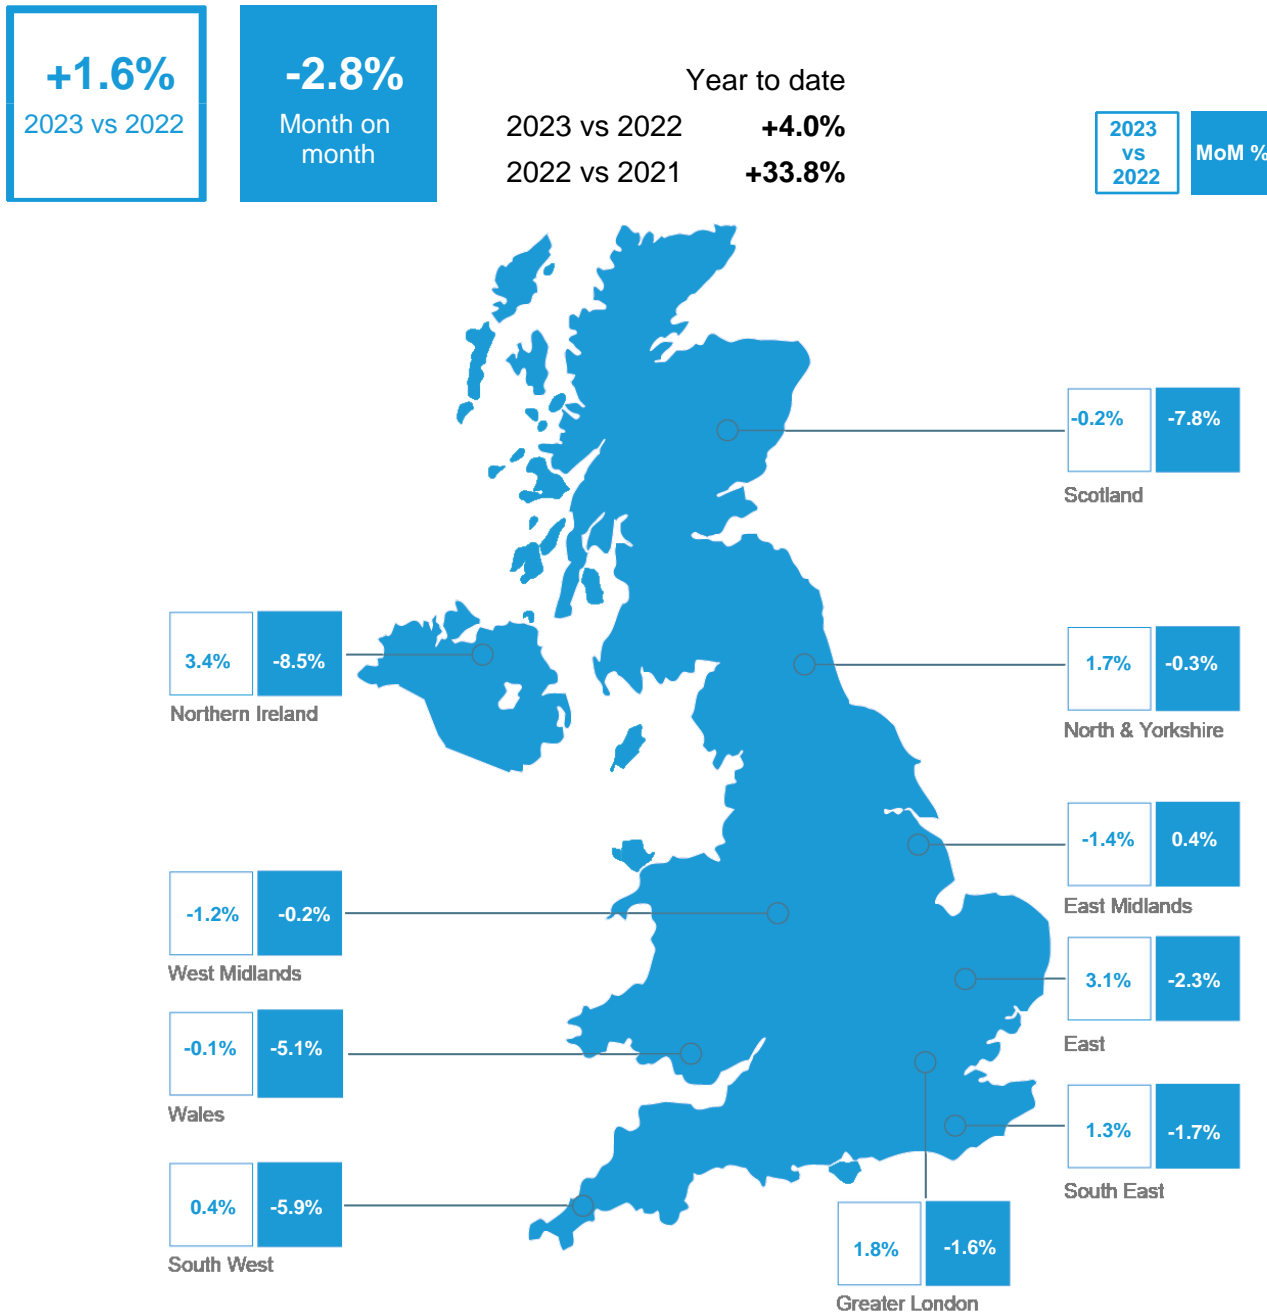 +1.6%
2023 vs 2022
-2.8%
Month on
month
Year to date
2023 vs 2022 +4.0%
2022 vs 2021 +33.8%
2023
vs
2022
MoM %
-0.2% -7.8%
Scotland
3.4% -8.5%
Northern Ireland
1.7% -0.3%
North & Yorkshire
-1.4% 0.4%
East Midlands
-1.2% -0.2%
West Midlands
3.1% -2.3%
East
-0.1% -5.1%
Wales
1.3% -1.7%
South East
0.4% -5.9%
South West
1.8% -1.6%
Greater London